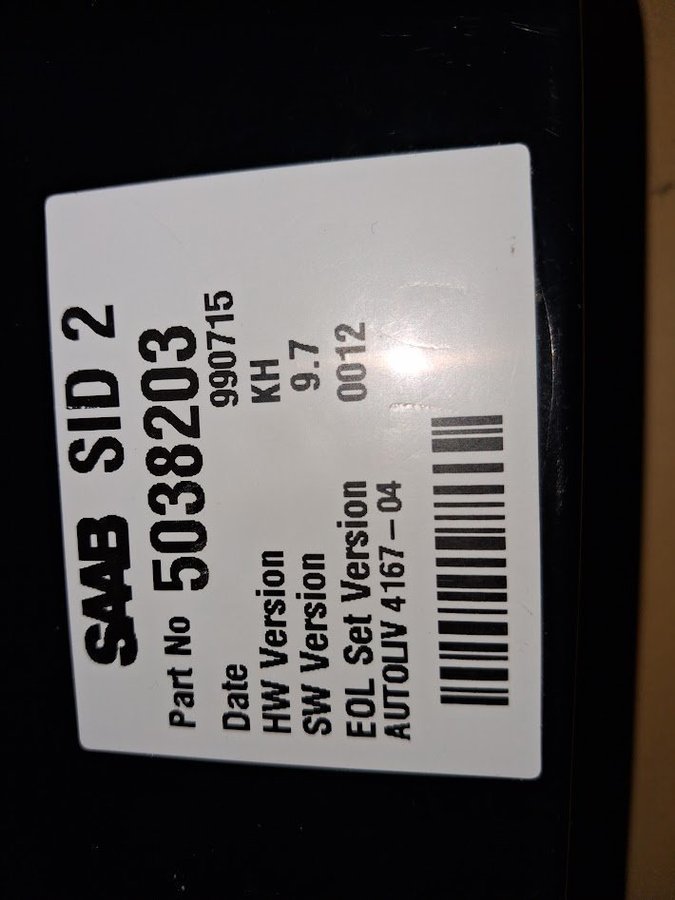 SAAB SID 2
Part No 5038203
Date 990715
HW Version KH
SW Version 9.7
EOL Set Version 0012
AUTOLIV 4167-04